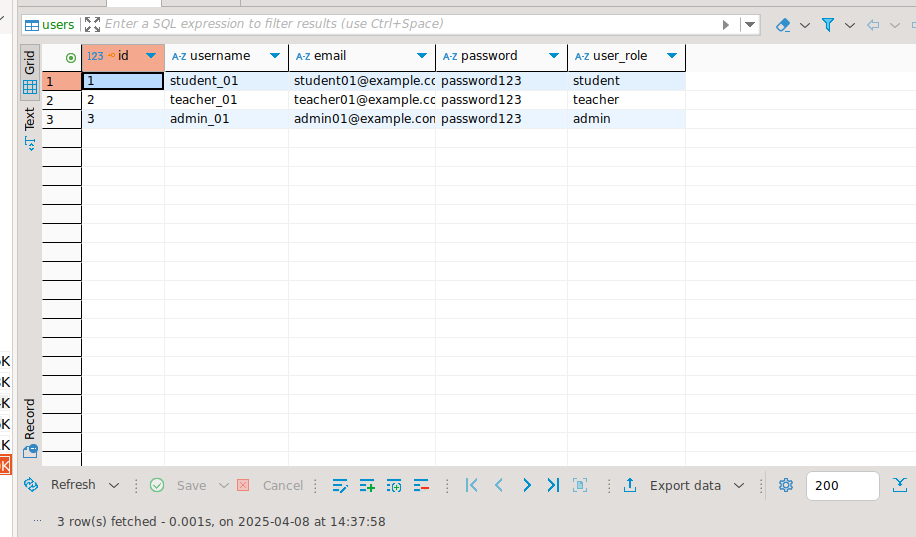 users Enter a SQL expression to filter results (use Ctrl+Space)
Grid
Text
Record
123 id A-Z username A-Z email A-Z password A-Z user_role
1 1 student_01 student01@example.cc password123 student
2 2 teacher_01 teacher01@example.cc password123 teacher
3 3 admin_01 admin01@example.com password123 admin
K
K
K
K
K
K
Refresh Save Cancel Export data 200
3 row(s) fetched - 0.001s, on 2025-04-08 at 14:37:58